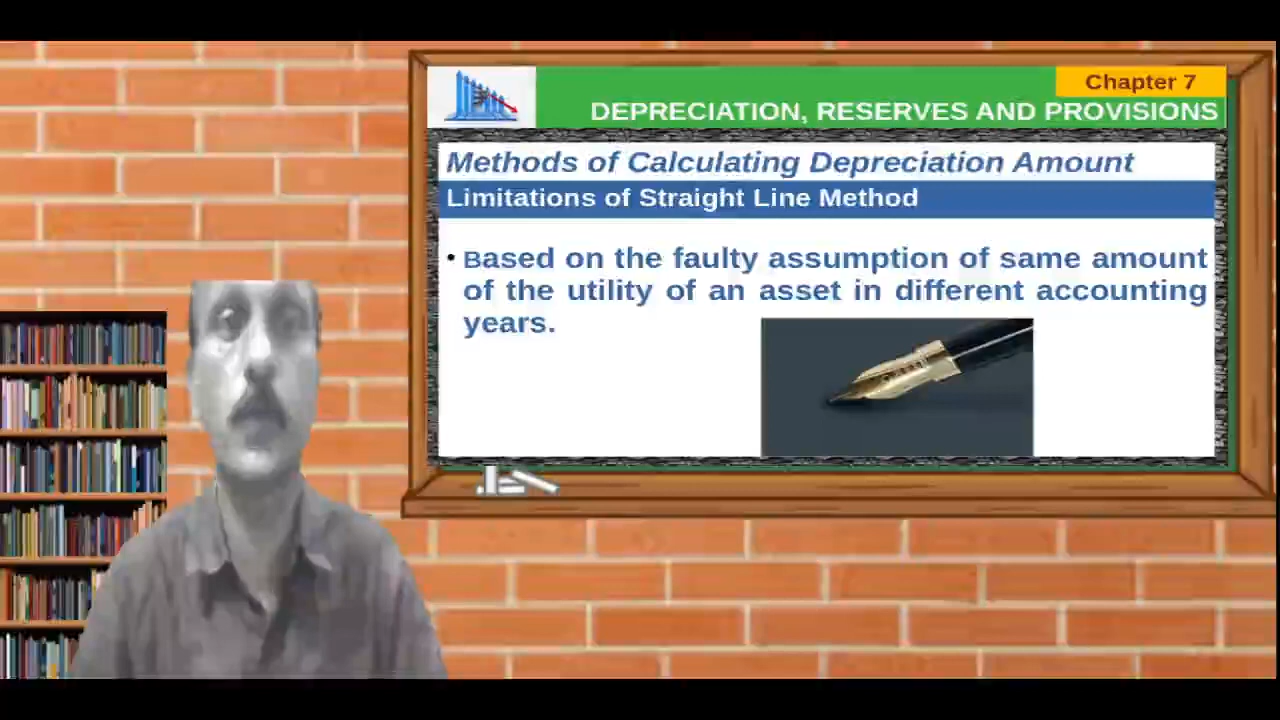 Chapter 7
DEPRECIATION, RESERVES AND PROVISIONS
Methods of Calculating Depreciation Amount
Limitations of Straight Line Method
• Based on the faulty assumption of same amount
of the utility of an asset in different accounting
years.